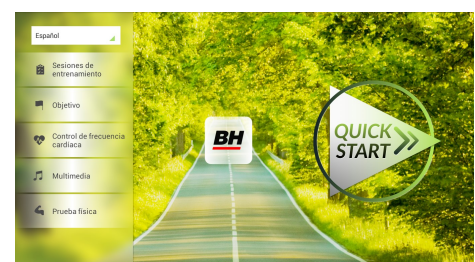 Español
Sesiones de
entrenamiento
Objetivo
Control de frecuencia
cardiaca
Multimedia
Prueba física
BH
QUICK
START